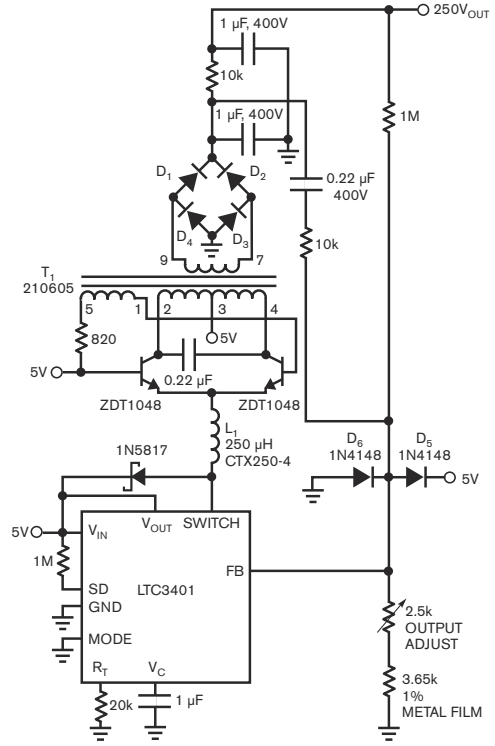 1 µF, 400V
250V_OUT
10k
1 µF, 400V
1M
D1
D2
0.22 µF
400V
D4
D3
10k
9
7
T1
210605
5
1
2
3
4
5V
820
5V
0.22 µF
ZDT1048
ZDT1048
L1
250 µH
CTX250-4
D6
1N4148
D5
1N4148
1N5817
5V
5V
VIN
VOUT
SWITCH
1M
SD
LTC3401
FB
GND
MODE
2.5k
OUTPUT
ADJUST
RT
VC
20k
1 µF
3.65k
1%
METAL FILM